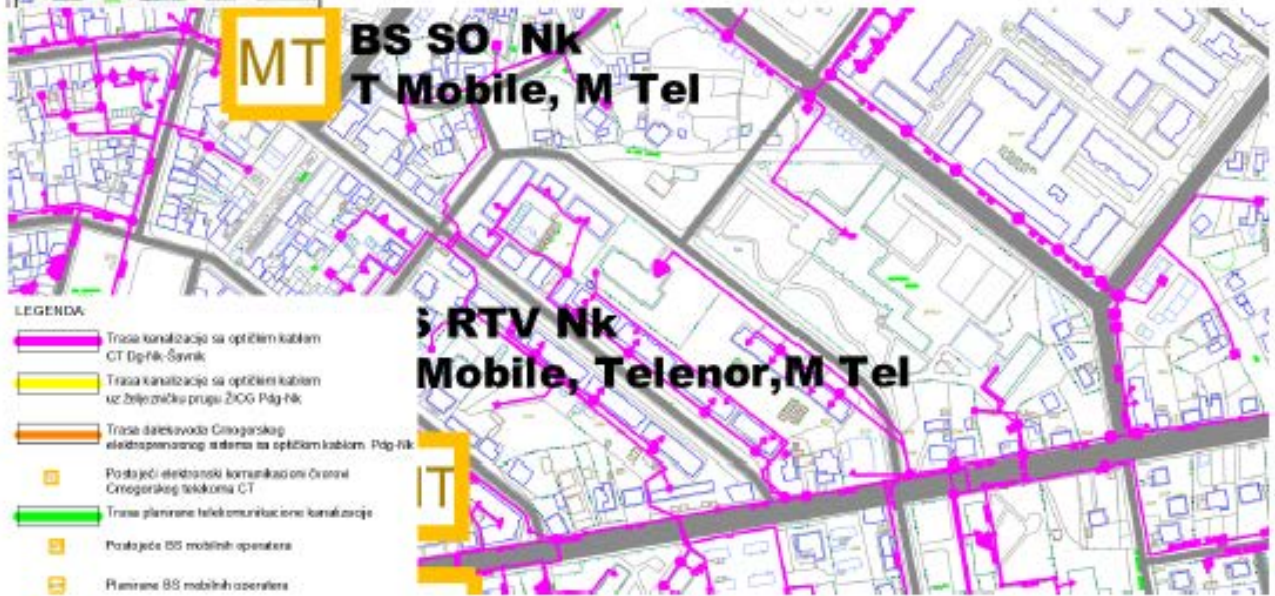 MT
BS SO Nk
T Mobile, M Tel
S RTV Nk
Mobile, Telenor,M Tel
MT
LEGENDA:
Trasa kanalizacije sa optičkim kablom
CT Dg-Nk-Šavnik
Trasa kanalizacije sa optičkim kablom
uz željezničku prugu ŽICG Pdg-Nk
Trasa dalekovoda Crnogorskog
elektroprenosnog sistema sa optičkim kablom Pdg-Nk
Postojeći elektronski komunikacioni čvorovi
Crnogorskog telekoma CT
Trasa planirane telekomunikacione kanalizacije
Postojeće BS mobilnih operatera
Planirane BS mobilnih operatera